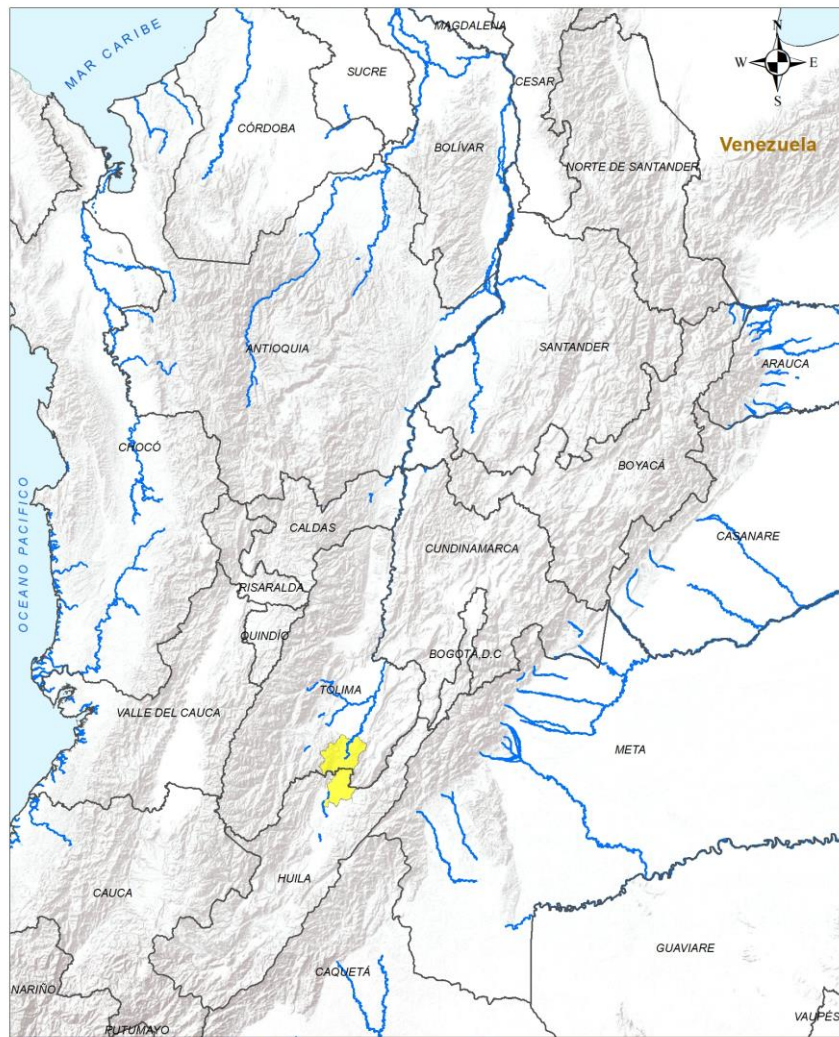 MAGDALENA
MAR CARIBE
N
W
E
S
SUCRE
CESAR
CÓRDOBA
BOLÍVAR
Venezuela
NORTE DE SANTANDER
ANTIOQUIA
SANTANDER
ARAUCA
CHOCÓ
BOYACÁ
OCEANO PACIFICO
CALDAS
CUNDINAMARCA
CASANARE
RISARALDA
QUINDÍO
BOGOTÁ,D.C
TOLIMA
VALLE DEL CAUCA
META
HUILA
CAUCA
GUAVIARE
CAQUETÁ
NARIÑO
VAUPÉS
PUTUMAYO